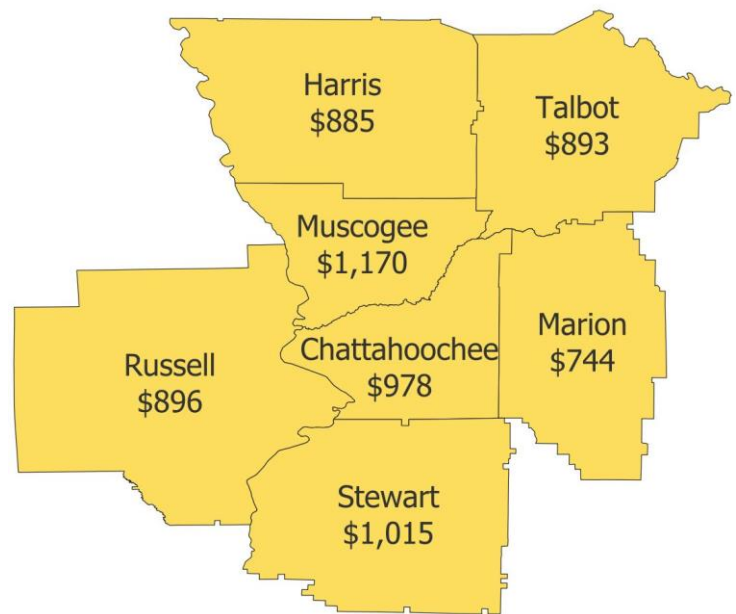 Harris
$885
Talbot
$893
Muscogee
$1,170
Chattahoochee
$978
Marion
$744
Russell
$896
Stewart
$1,015